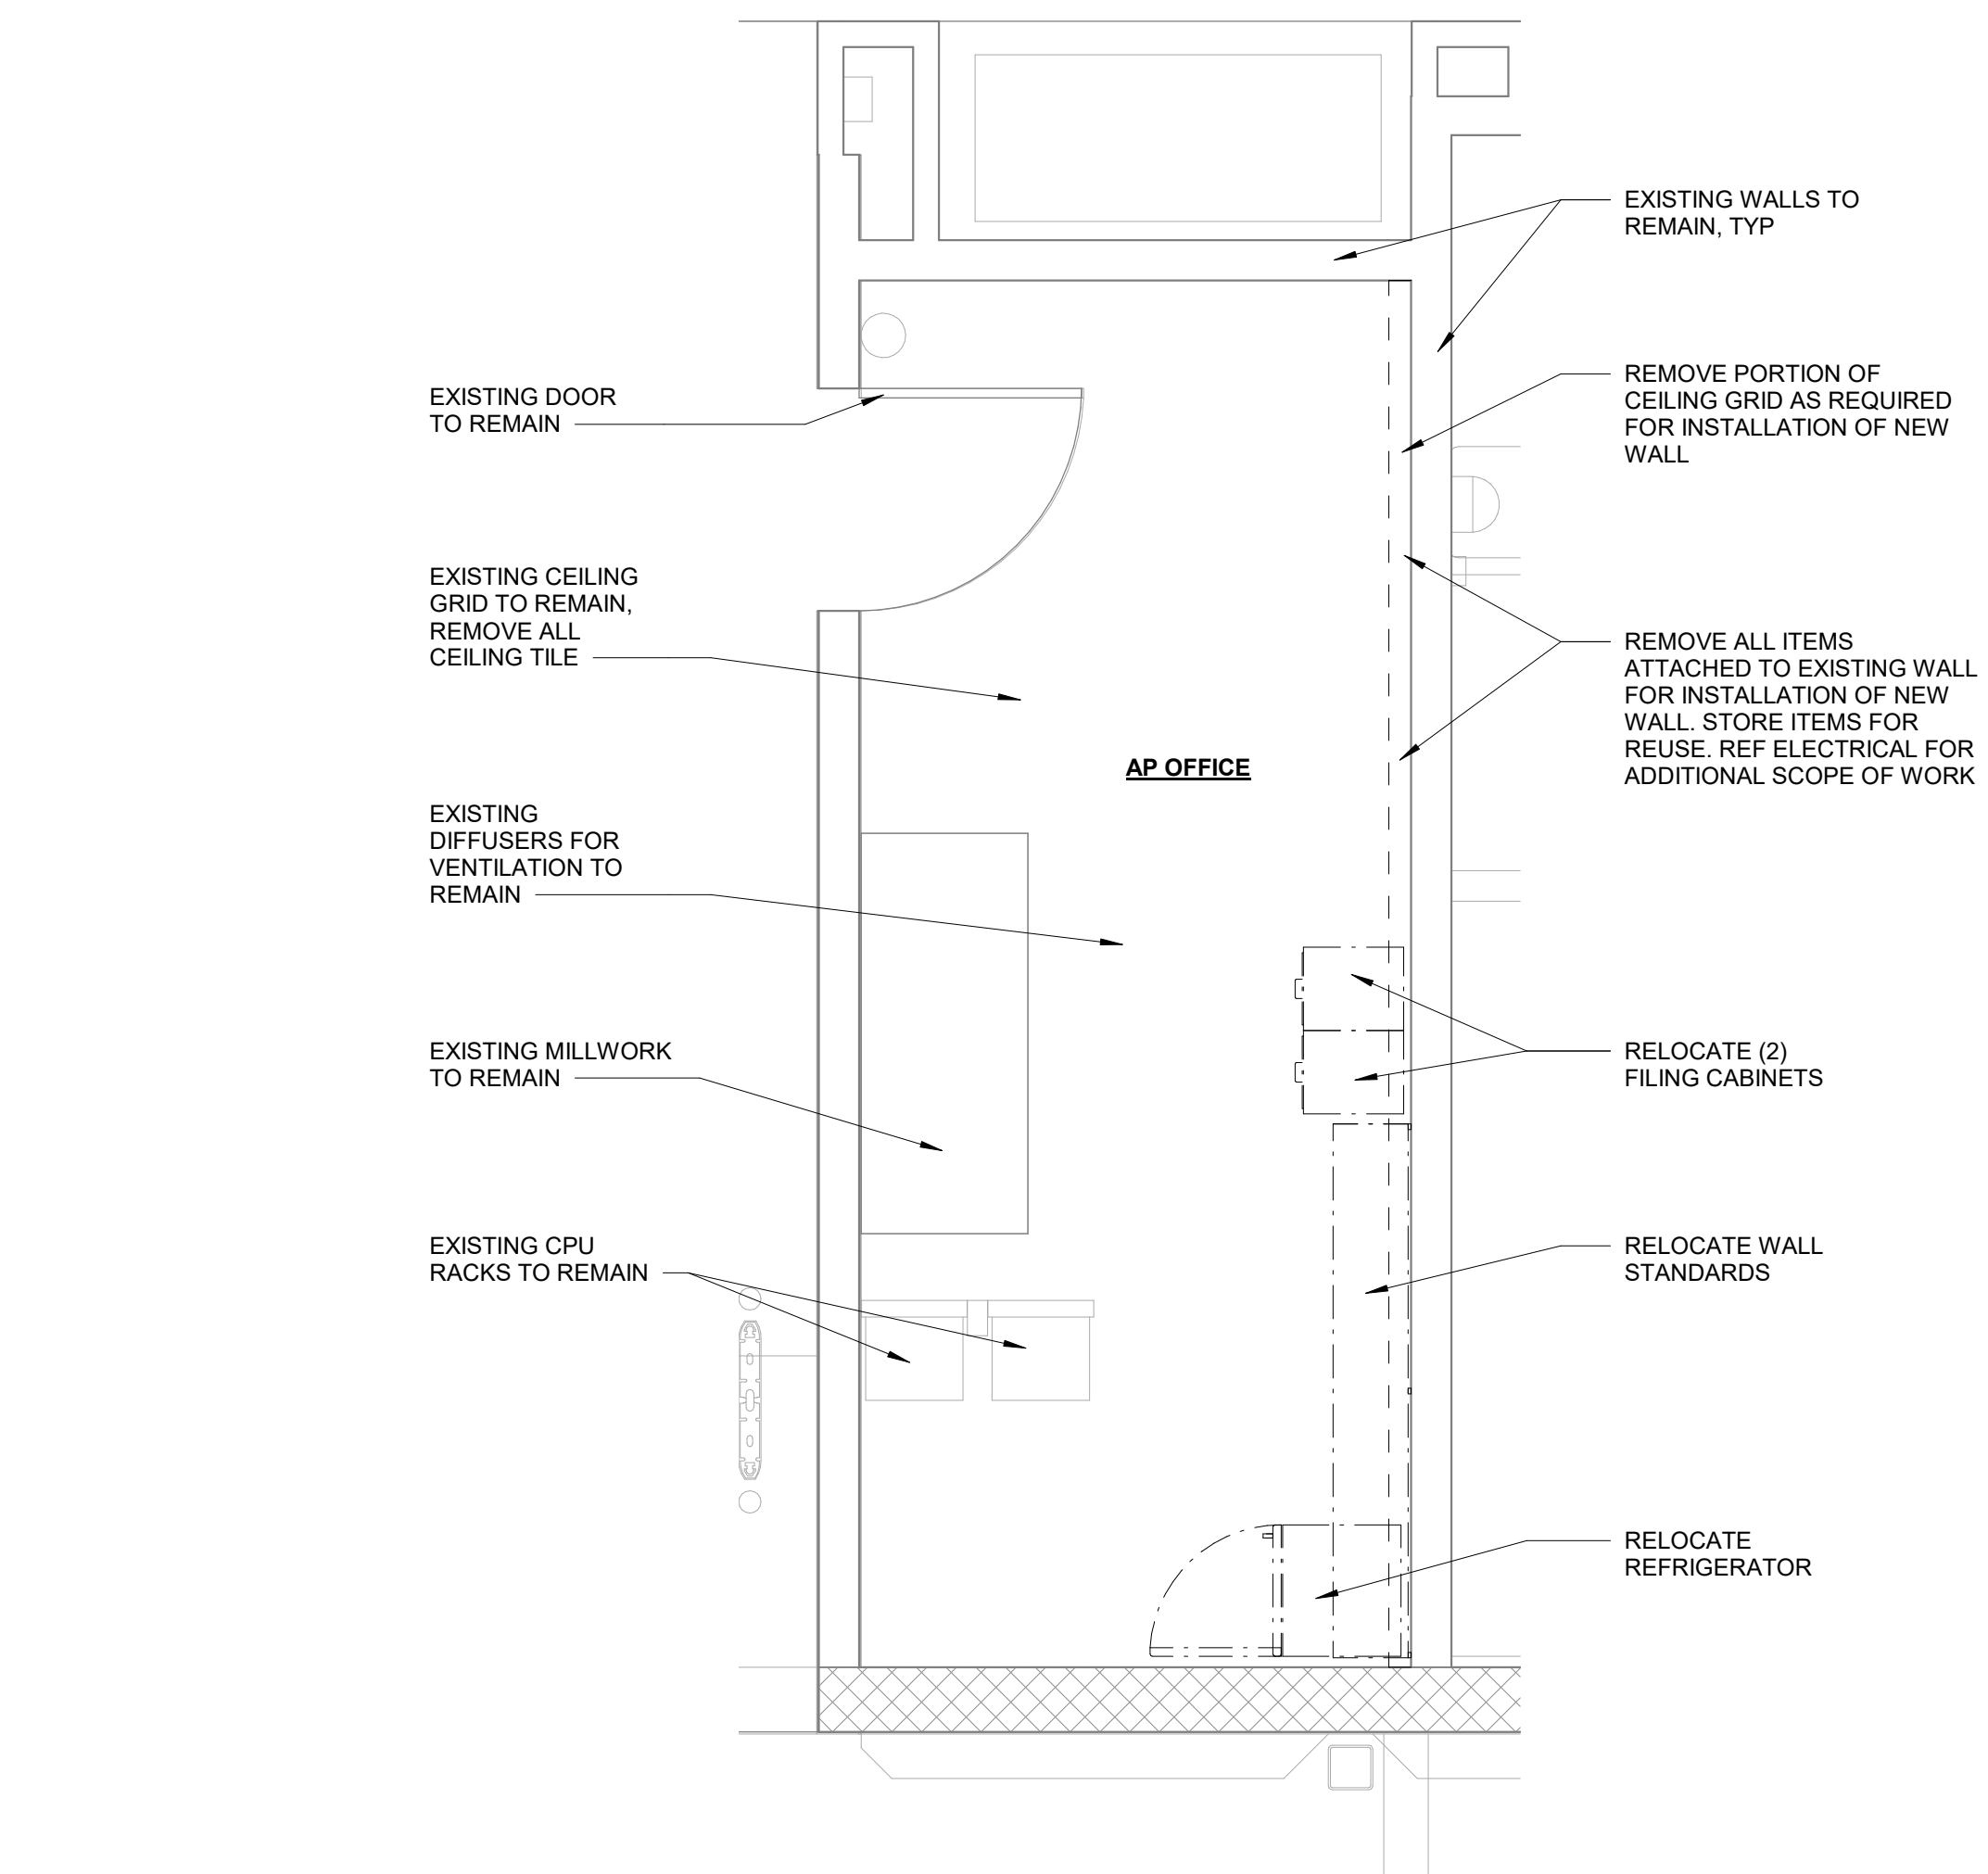 EXISTING WALLS TO
REMAIN, TYP
EXISTING DOOR
TO REMAIN
REMOVE PORTION OF
CEILING GRID AS REQUIRED
FOR INSTALLATION OF NEW
WALL
EXISTING CEILING
GRID TO REMAIN,
REMOVE ALL
CEILING TILE
REMOVE ALL ITEMS
ATTACHED TO EXISTING WALL
FOR INSTALLATION OF NEW
WALL. STORE ITEMS FOR
REUSE. REF ELECTRICAL FOR
ADDITIONAL SCOPE OF WORK
AP OFFICE
EXISTING
DIFFUSERS FOR
VENTILATION TO
REMAIN
EXISTING MILLWORK
TO REMAIN
RELOCATE (2)
FILING CABINETS
EXISTING CPU
RACKS TO REMAIN
RELOCATE WALL
STANDARDS
RELOCATE
REFRIGERATOR